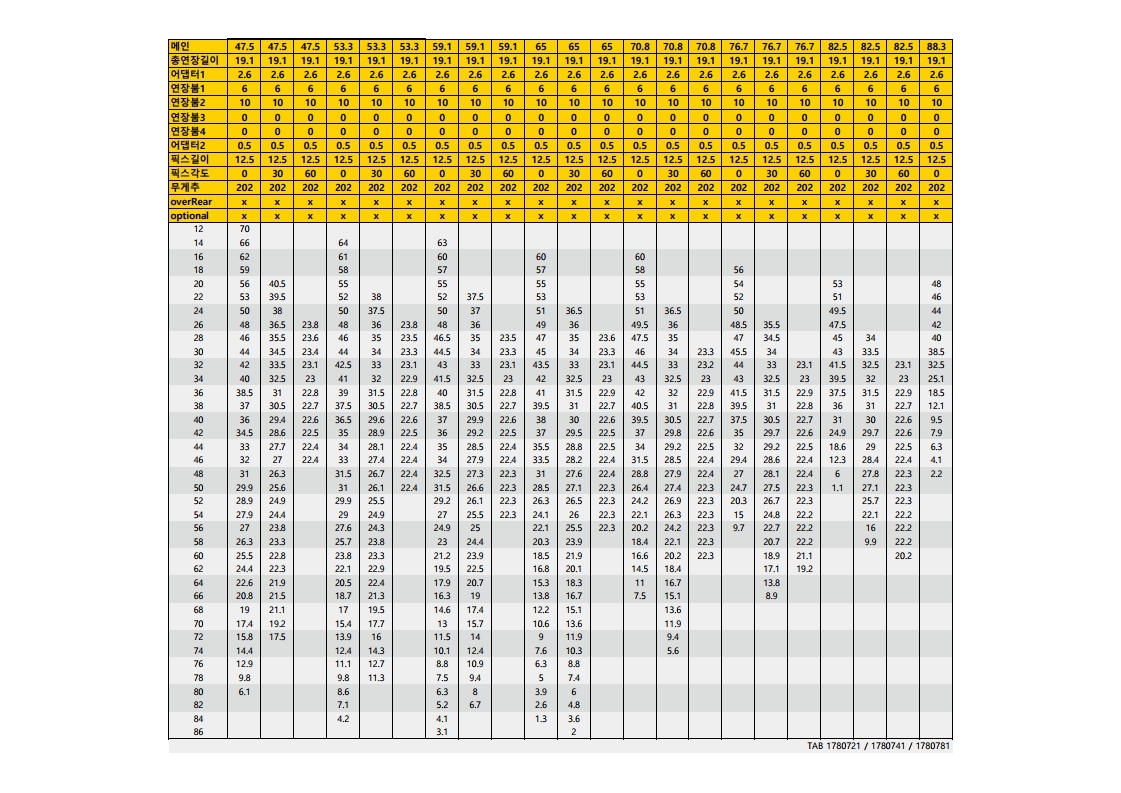 메인 47.5 47.5 47.5 53.3 53.3 53.3 59.1 59.1 59.1 65 65 65 70.8 70.8 70.8 76.7 76.7 76.7 82.5 82.5 82.5 88.3
총연장길이 19.1 19.1 19.1 19.1 19.1 19.1 19.1 19.1 19.1 19.1 19.1 19.1 19.1 19.1 19.1 19.1 19.1 19.1 19.1 19.1 19.1 19.1
어댑터1 2.6 2.6 2.6 2.6 2.6 2.6 2.6 2.6 2.6 2.6 2.6 2.6 2.6 2.6 2.6 2.6 2.6 2.6 2.6 2.6 2.6 2.6
연장붐1 6 6 6 6 6 6 6 6 6 6 6 6 6 6 6 6 6 6 6 6 6 6
연장붐2 10 10 10 10 10 10 10 10 10 10 10 10 10 10 10 10 10 10 10 10 10 10
연장붐3 0 0 0 0 0 0 0 0 0 0 0 0 0 0 0 0 0 0 0 0 0 0
연장붐4 0 0 0 0 0 0 0 0 0 0 0 0 0 0 0 0 0 0 0 0 0 0
어댑터2 0.5 0.5 0.5 0.5 0.5 0.5 0.5 0.5 0.5 0.5 0.5 0.5 0.5 0.5 0.5 0.5 0.5 0.5 0.5 0.5 0.5 0.5
픽스길이 12.5 12.5 12.5 12.5 12.5 12.5 12.5 12.5 12.5 12.5 12.5 12.5 12.5 12.5 12.5 12.5 12.5 12.5 12.5 12.5 12.5 12.5
픽스각도 0 30 60 0 30 60 0 30 60 0 30 60 0 30 60 0 30 60 0 30 60 0
무게추 202 202 202 202 202 202 202 202 202 202 202 202 202 202 202 202 202 202 202 202 202 202
overRear x x x x x x x x x x x x x x x x x x x x x x
optional x x x x x x x x x x x x x x x x x x x x x x
12 70
14 66 64 63
16 62 61 60 60 60
18 59 58 57 57 58 56
20 56 40.5 55 55 55 55 54 53 48
22 53 39.5 52 38 52 37.5 53 53 52 51 46
24 50 38 50 37.5 50 37 51 36.5 51 36.5 50 49.5 44
26 48 36.5 23.8 48 36 23.8 48 36 49 36 49.5 36 48.5 35.5 47.5 42
28 46 35.5 23.6 46 35 23.5 46.5 35 23.5 47 35 23.6 47.5 35 47 34.5 45 34 40
30 44 34.5 23.4 44 34 23.3 44.5 34 23.3 45 34 23.3 46 34 23.3 45.5 34 43 33.5 38.5
32 42 33.5 23.1 42.5 33 23.1 43 33 23.1 43.5 33 23.1 44.5 33 23.2 44 33 23.1 41.5 32.5 23.1 32.5
34 40 32.5 23 41 32 22.9 41.5 32.5 23 42 32.5 23 43 32.5 23 43 32.5 23 39.5 32 23 25.1
36 38.5 31 22.8 39 31.5 22.8 40 31.5 22.8 41 31.5 22.9 42 32 22.9 41.5 31.5 22.9 37.5 31.5 22.9 18.5
38 37 30.5 22.7 37.5 30.5 22.7 38.5 30.5 22.7 39.5 31 22.7 40.5 31 22.8 39.5 31 22.8 36 31 22.7 12.1
40 36 29.4 22.6 36.5 29.6 22.6 37 29.9 22.6 38 30 22.6 39.5 30.5 22.7 37.5 30.5 22.7 31 30 22.6 9.5
42 34.5 28.6 22.5 35 28.9 22.5 36 29.2 22.5 37 29.5 22.5 37 29.8 22.6 35 29.7 22.6 24.9 29.7 22.6 7.9
44 33 27.7 22.4 34 28.1 22.4 35 28.5 22.4 35.5 28.8 22.5 34 29.2 22.5 32 29.2 22.5 18.6 29 22.5 6.3
46 32 27 22.4 33 27.4 22.4 34 27.9 22.4 33.5 28.2 22.4 31.5 28.5 22.4 29.4 28.6 22.4 12.3 28.4 22.4 4.1
48 31 26.3 31.5 26.7 22.4 32.5 27.3 22.3 31 27.6 22.4 28.8 27.9 22.4 27 28.1 22.4 6 27.8 22.3 2.2
50 29.9 25.6 31 26.1 22.4 31.5 26.6 22.3 28.5 27.1 22.3 26.4 27.4 22.3 24.7 27.5 22.3 1.1 27.1 22.3
52 28.9 24.9 29.9 25.5 29.2 26.1 22.3 26.3 26.5 22.3 24.2 26.9 22.3 20.3 26.7 22.3 25.7 22.3
54 27.9 24.4 29 24.9 27 25.5 22.3 24.1 26 22.3 22.1 26.3 22.3 15 24.8 22.2 22.1 22.2
56 27 23.8 27.6 24.3 24.9 25 22.1 25.5 22.3 20.2 24.2 22.3 9.7 22.7 22.2 16 22.2
58 26.3 23.3 25.7 23.8 23 24.4 20.3 23.9 18.4 22.1 22.3 20.7 22.2 9.9 22.2
60 25.5 22.8 23.8 23.3 21.2 23.9 18.5 21.9 16.6 20.2 22.3 18.9 21.1 20.2
62 24.4 22.3 22.1 22.9 19.5 22.5 16.8 20.1 14.5 18.4 17.1 19.2
64 22.6 21.9 20.5 22.4 17.9 20.7 15.3 18.3 11 16.7 13.8
66 20.8 21.5 18.7 21.3 16.3 19 13.8 16.7 7.5 15.1 8.9
68 19 21.1 17 19.5 14.6 17.4 12.2 15.1 13.6
70 17.4 19.2 15.4 17.7 13 15.7 10.6 13.6 11.9
72 15.8 17.5 13.9 16 11.5 14 9 11.9 9.4
74 14.4 12.4 14.3 10.1 12.4 7.6 10.3 5.6
76 12.9 11.1 12.7 8.8 10.9 6.3 8.8
78 9.8 9.8 11.3 7.5 9.4 5 7.4
80 6.1 8.6 6.3 8 3.9 6
82 7.1 5.2 6.7 2.6 4.8
84 4.2 4.1 1.3 3.6
86 3.1 2
TAB 1780721 / 1780741 / 1780781